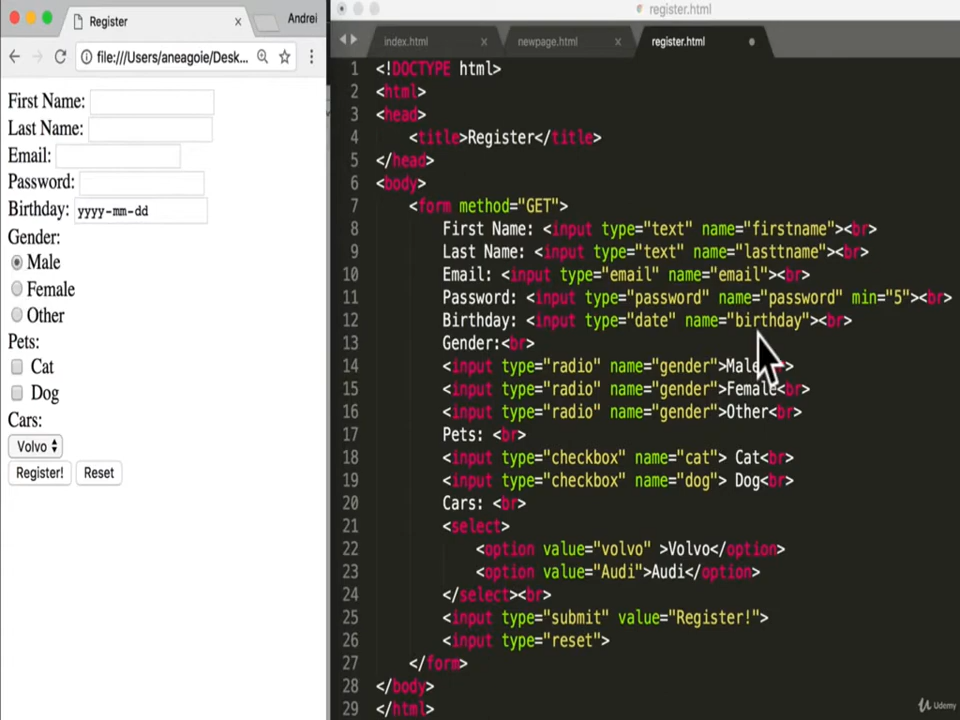 Register
Andrei
file:///Users/aneagoie/Desk...
First Name:
Last Name:
Email:
Password:
Birthday: yyyy-mm-dd
Gender:
Male
Female
Other
Pets:
Cat
Dog
Cars:
Volvo
Register! Reset
register.html
index.html newpage.html register.html
1 <!DOCTYPE html>
2 <html>
3 <head>
4 <title>Register</title>
5 </head>
6 <body>
7 <form method="GET">
8 First Name: <input type="text" name="firstname"><br>
9 Last Name: <input type="text" name="lasttname"><br>
10 Email: <input type="email" name="email"><br>
11 Password: <input type="password" name="password" min="5"><br>
12 Birthday: <input type="date" name="birthday"><br>
13 Gender:<br>
14 <input type="radio" name="gender">Male
15 <input type="radio" name="gender">Female<br>
16 <input type="radio" name="gender">Other<br>
17 Pets: <br>
18 <input type="checkbox" name="cat"> Cat<br>
19 <input type="checkbox" name="dog"> Dog<br>
20 Cars: <br>
21 <select>
22 <option value="volvo" >Volvo</option>
23 <option value="Audi">Audi</option>
24 </select><br>
25 <input type="submit" value="Register!">
26 <input type="reset">
27 </form>
28 </body>
29 </html>
Udemy